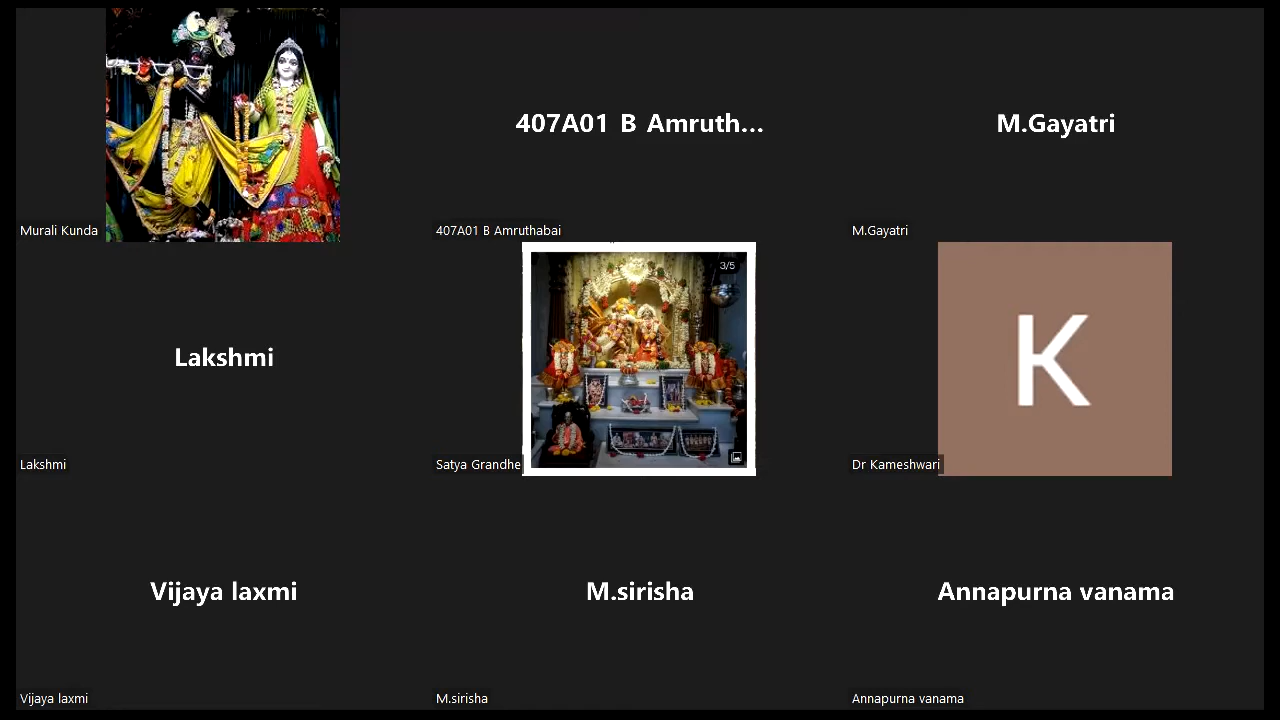 407A01 B Amruth...
M.Gayatri
Murali Kunda
407A01 B Amruthabai
M.Gayatri
3/5
Lakshmi
K
Lakshmi
Satya Grandhe
Dr Kameshwari
Vijaya laxmi
M.sirisha
Annapurna vanama
Vijaya laxmi
M.sirisha
Annapurna vanama